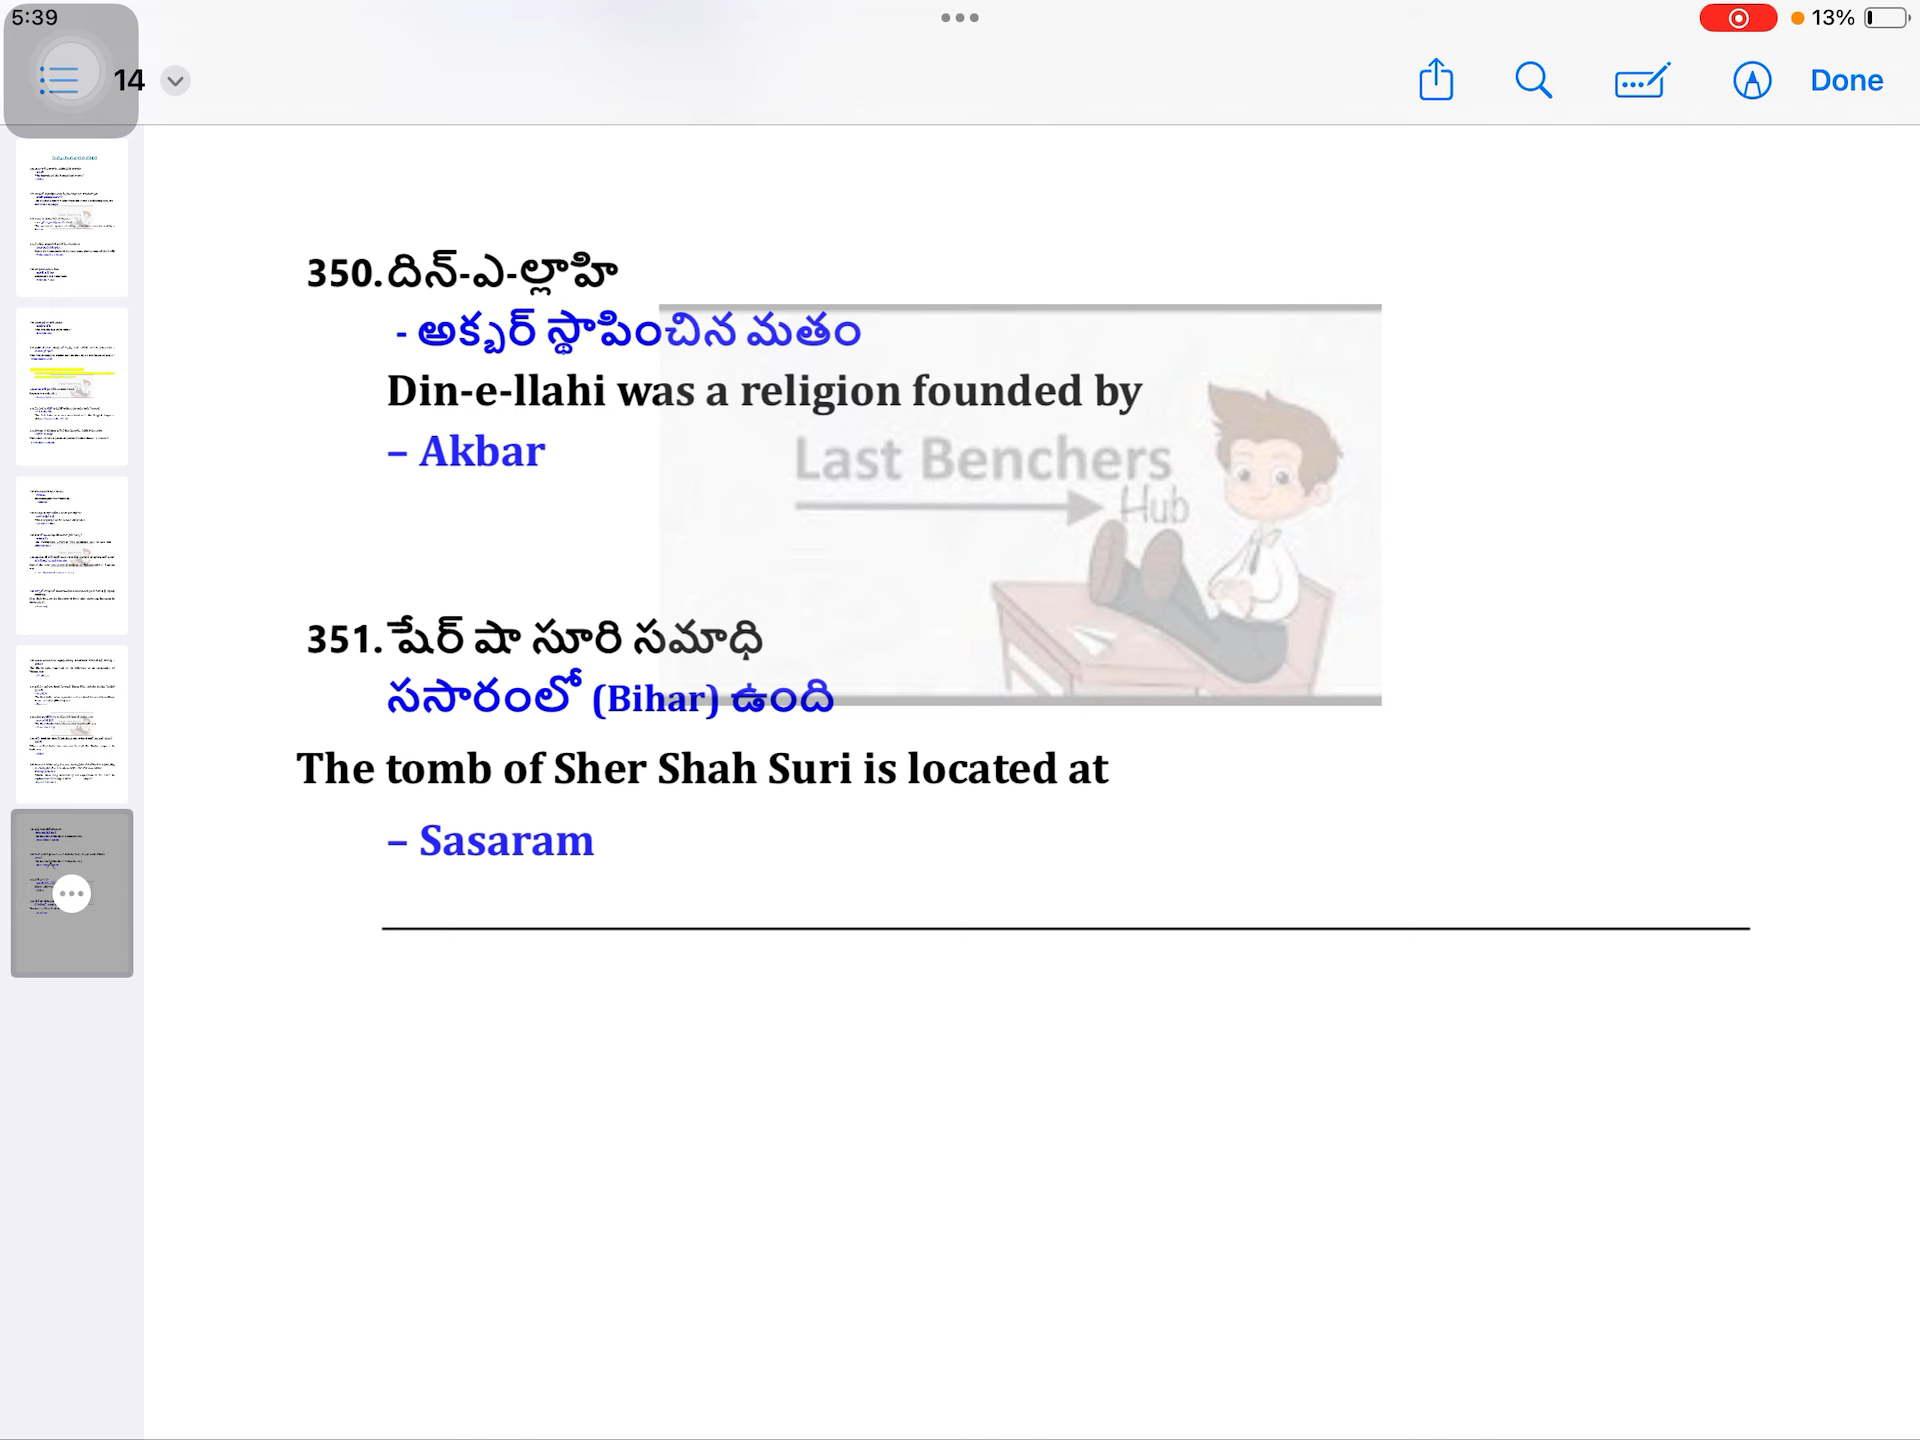 5:39
13%
14
Done
350. దిన్-ఎ-ల్లాహి
- అక్బర్ స్థాపించిన మతం
Din-e-llahi was a religion founded by
– Akbar
Last Benchers
Hub
351. షేర్ షా సూరి సమాధి
ససారంలో (Bihar) ఉంది
The tomb of Sher Shah Suri is located at
– Sasaram